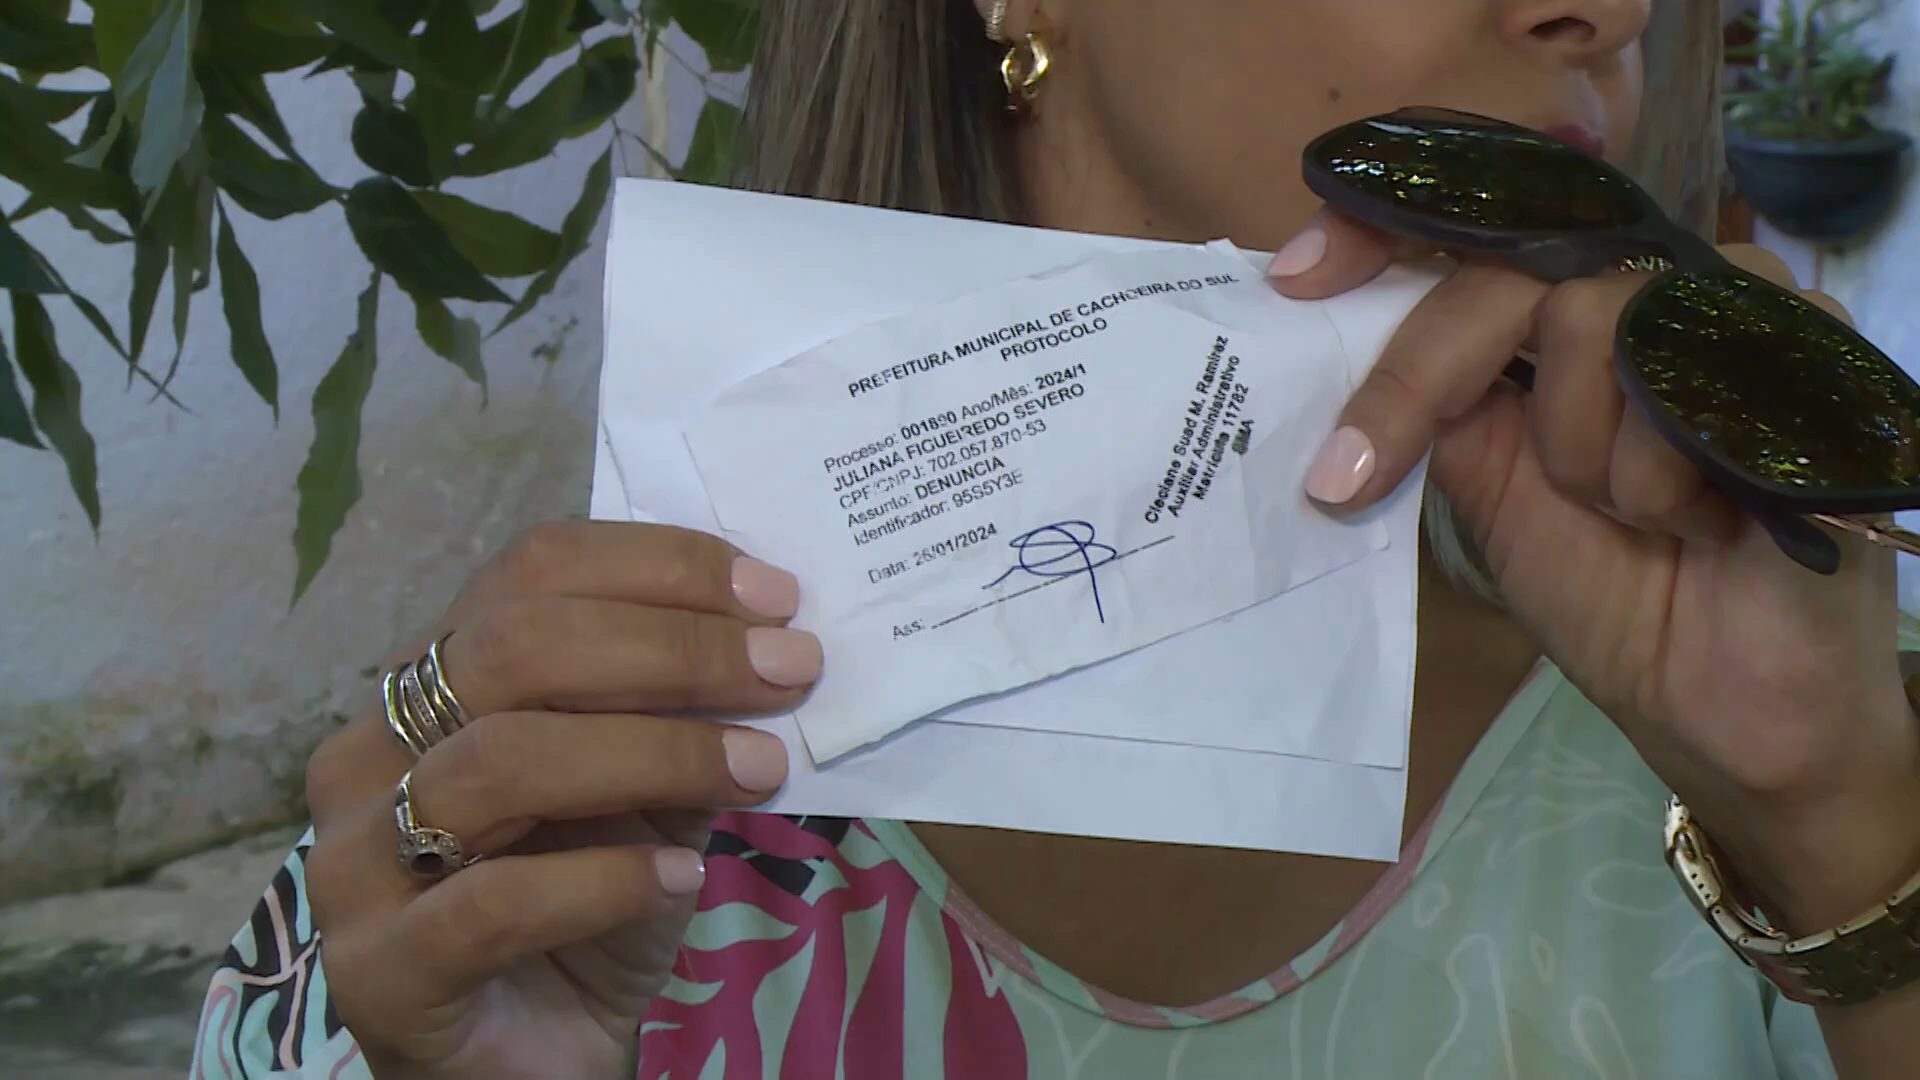 PREFEITURA MUNICIPAL DE CACHOEIRA DO SUL
PROTOCOLO
Processo: 001890 Ano/Mês: 2024/1
JULIANA FIGUEIREDO SEVERO
CPF/CNPJ: 702.057.870-53
Assunto: DENUNCIA
Identificador: 95S5Y3E
Data: 26/01/2024
Ass:
Cleciane Suad M. Ramirez
Auxiliar Administrativo
Matrícula 11782
SMA